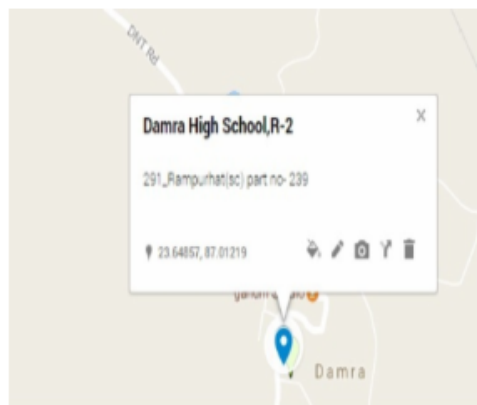 DNT Rd
Damra High School,R-2
×
291_Rampurhat(sc) part no- 239
23.64857, 87.01219
Damra